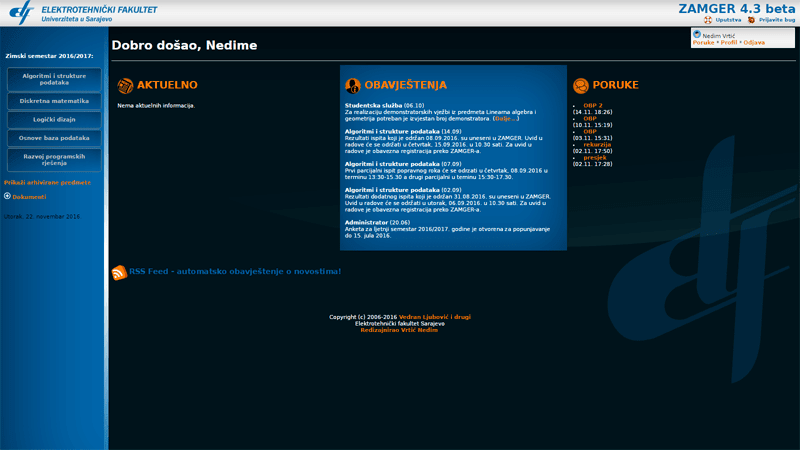 ELEKTROTEHNIČKI FAKULTET
Univerziteta u Sarajevu
ZAMGER 4.3 beta
Uputstva
Prijavite bug
Nedim Vrtić
Poruke * Profil * Odjava
Zimski semestar 2016/2017:
Algoritmi i strukture
podataka
Diskretna matematika
Logički dizajn
Osnove baza podataka
Razvoj programskih
rješenja
Prikaži arhivirane predmete
Dokumenti
Utorak, 22. novembar 2016
Dobro došao, Nedime
AKTUELNO
Nema aktuelnih informacija.
OBAVJEŠTENJA
Studentska služba (06.10)
Za realizaciju demonstratorskih vježbi iz predmeta Linearna algebra i
geometrija potreban je izvjestan broj demonstratora. (Dalje...)
Algoritmi i strukture podataka (14.09)
Rezultati ispita koji je održan 08.09.2016. su uneseni u ZAMGER. Uvid u
radove će se održati u četvrtak, 15.09.2016. u 10.30 sati. Za uvid u
radove je obavezna registracija preko ZAMGER-a.
Algoritmi i strukture podataka (07.09)
Prvi parcijalni ispit popravnog roka će se održati u četvrtak, 08.09.2016 u
terminu 13:30-15.30 a drugi parcijalni u terminu 15:30-17.30.
Algoritmi i strukture podataka (02.09)
Rezultati dodatnog ispita koji je održan 31.08.2016. su uneseni u ZAMGER.
Uvid u radove će se održati u utorak, 06.09.2016. u 10.30 sati. Za uvid u
radove je obavezna registracija preko ZAMGER-a.
Administrator (20.06)
Anketa za ljetnji semestar 2016/2017. godine je otvorena za popunjavanje
do 15. jula 2016.
PORUKE
OBP 2
(14.11. 18:26)
OBP
(10.11. 15:19)
OBP
(03.11. 15:31)
rekurzija
(02.11. 17:50)
presjek
(02.11. 17:28)
RSS Feed - automatsko obavještenje o novostima!
Copyright (c) 2006-2016 Vedran Ljubović i drugi
Elektrotehnički fakultet Sarajevo
Redizajnirao Vrtić Nedim